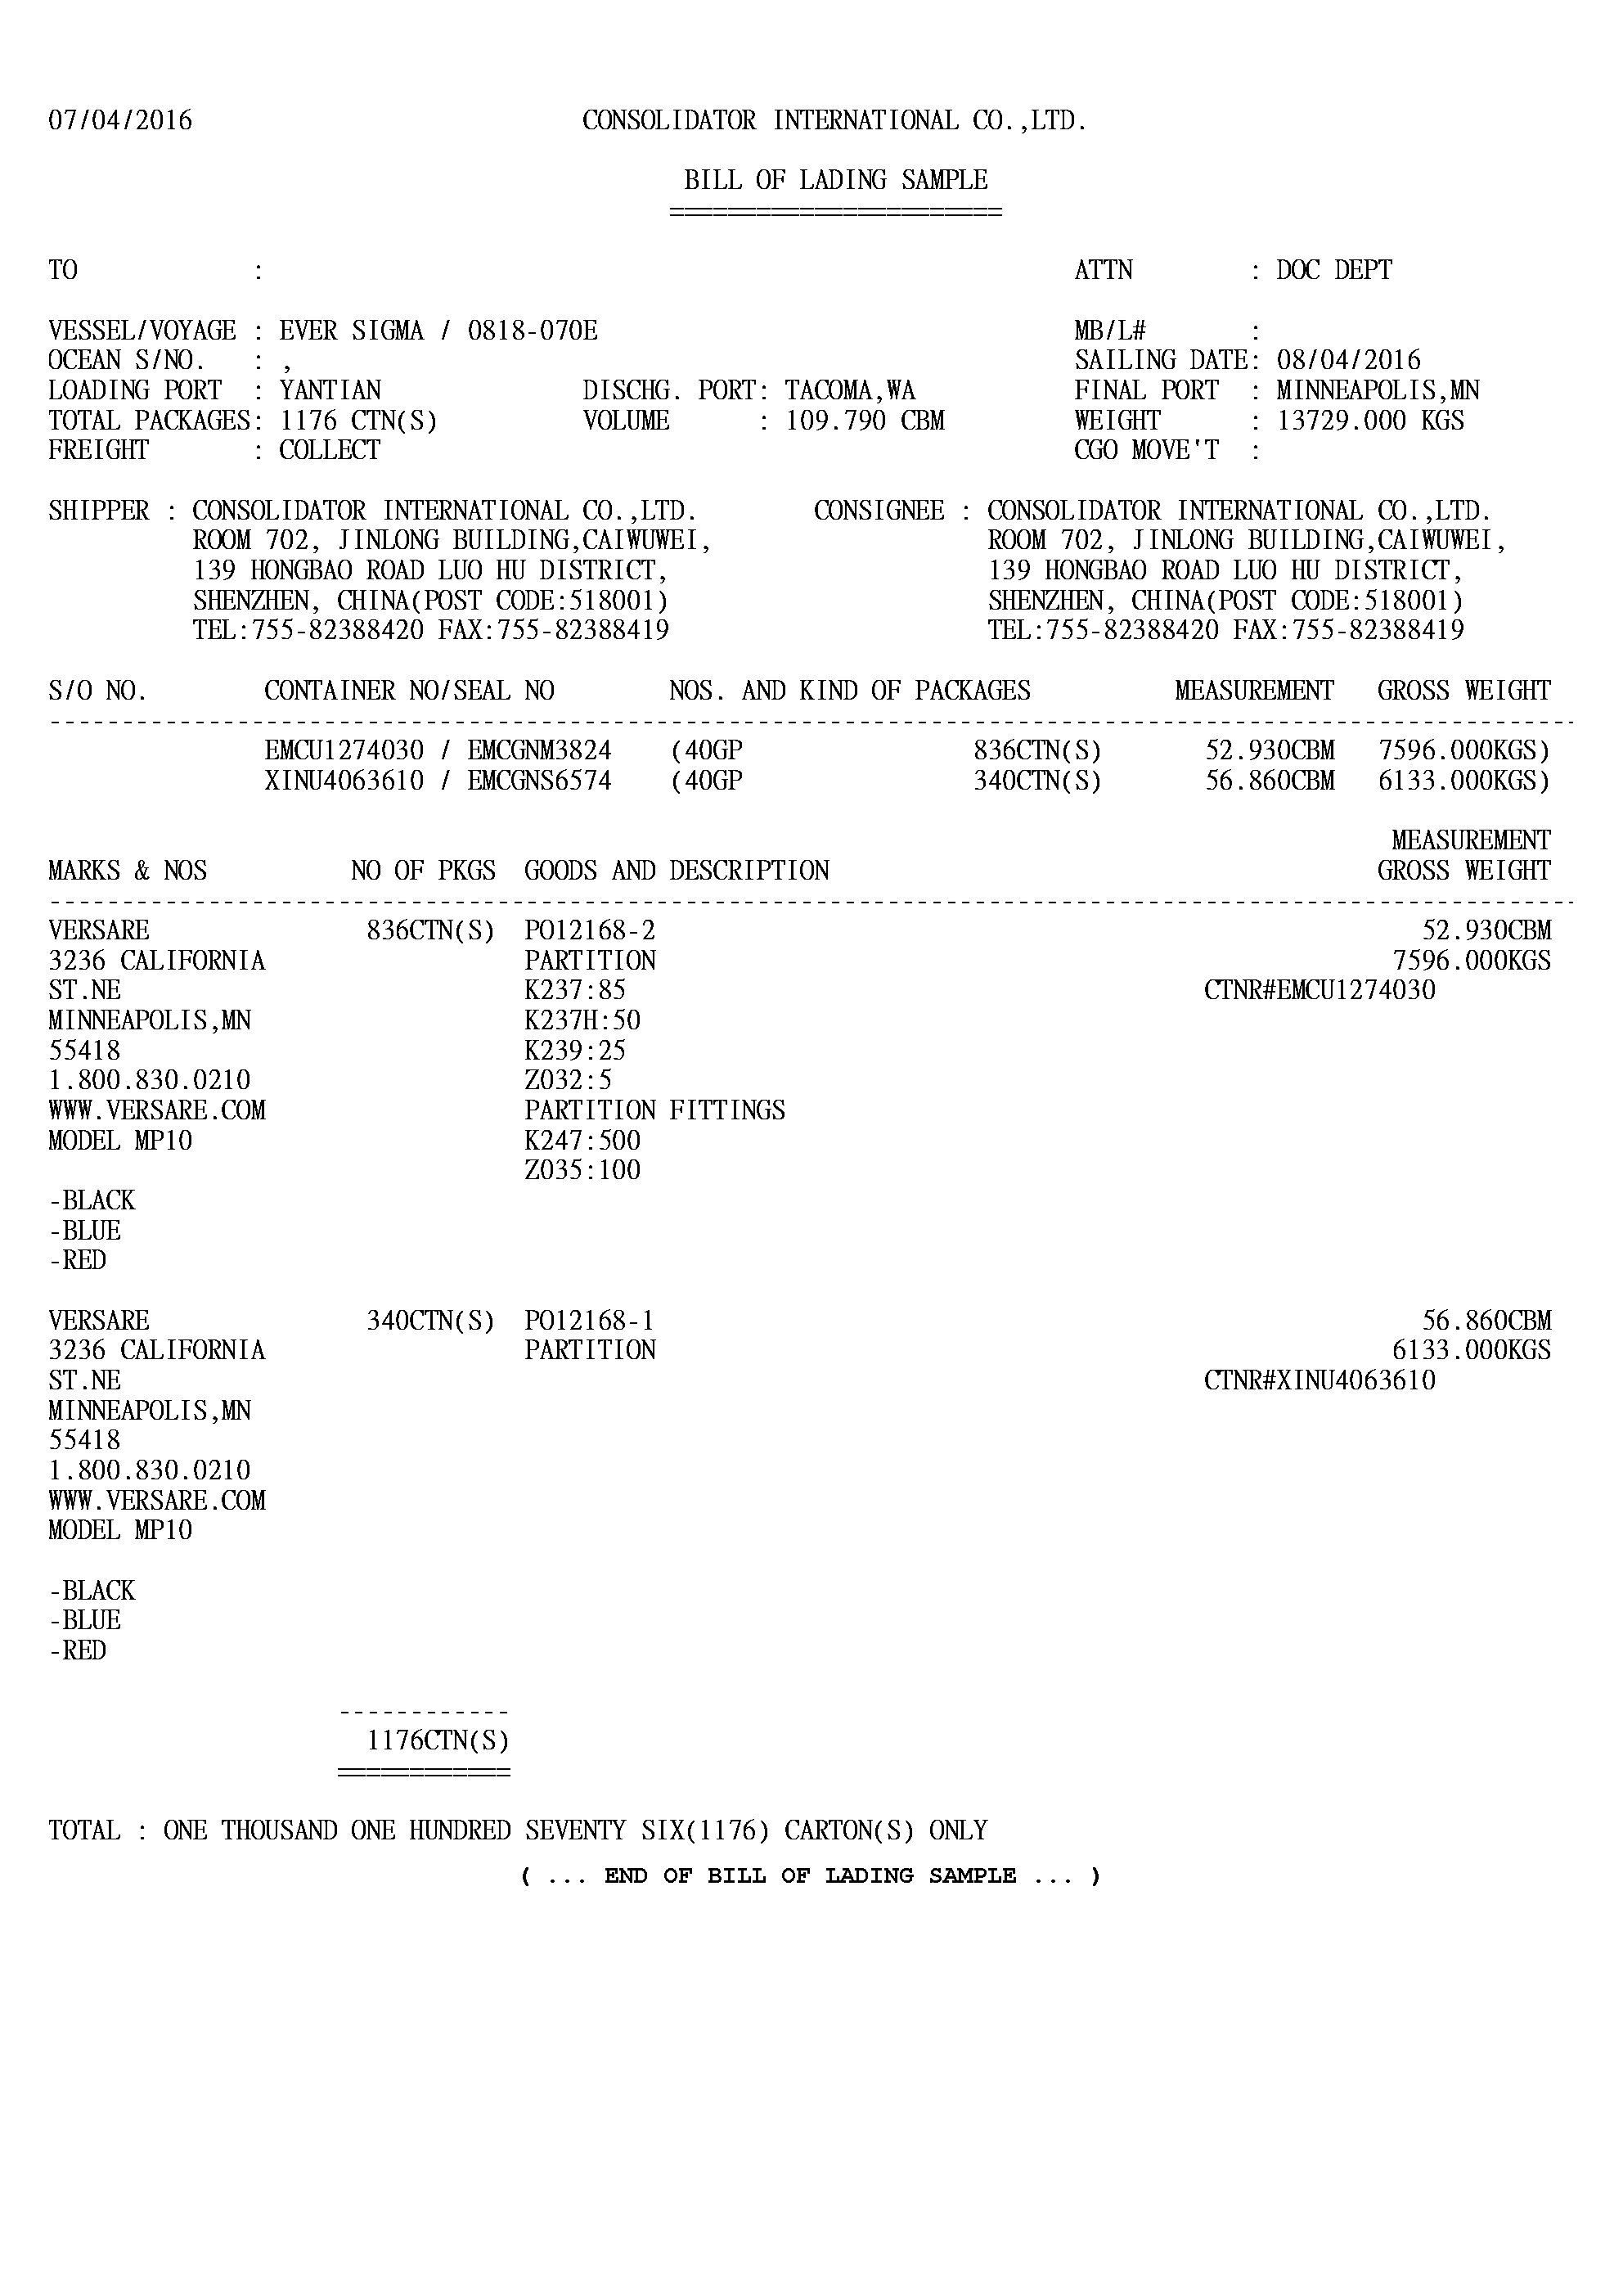 07/04/2016 CONSOLIDATOR INTERNATIONAL CO.,LTD.
BILL OF LADING SAMPLE
=======================
TO : ATTN : DOC DEPT
VESSEL/VOYAGE : EVER SIGMA / 0818-070E MB/L# :
OCEAN S/NO. : , SAILING DATE: 08/04/2016
LOADING PORT : YANTIAN DISCHG. PORT: TACOMA,WA FINAL PORT : MINNEAPOLIS,MN
TOTAL PACKAGES: 1176 CTN(S) VOLUME : 109.790 CBM WEIGHT : 13729.000 KGS
FREIGHT : COLLECT CGO MOVE'T :
SHIPPER : CONSOLIDATOR INTERNATIONAL CO.,LTD. CONSIGNEE : CONSOLIDATOR INTERNATIONAL CO.,LTD.
ROOM 702, JINLONG BUILDING,CAIWUWEI, ROOM 702, JINLONG BUILDING,CAIWUWEI,
139 HONGBAO ROAD LUO HU DISTRICT, 139 HONGBAO ROAD LUO HU DISTRICT,
SHENZHEN, CHINA(POST CODE:518001) SHENZHEN, CHINA(POST CODE:518001)
TEL:755-82388420 FAX:755-82388419 TEL:755-82388420 FAX:755-82388419
S/O NO. CONTAINER NO/SEAL NO NOS. AND KIND OF PACKAGES MEASUREMENT GROSS WEIGHT
EMCU1274030 / EMCGNM3824 (40GP 836CTN(S) 52.930CBM 7596.000KGS)
XINU4063610 / EMCGNS6574 (40GP 340CTN(S) 56.860CBM 6133.000KGS)
MEASUREMENT
MARKS & NOS NO OF PKGS GOODS AND DESCRIPTION GROSS WEIGHT
VERSARE 836CTN(S) PO12168-2 52.930CBM
3236 CALIFORNIA PARTITION 7596.000KGS
ST.NE K237:85 CTNR#EMCU1274030
MINNEAPOLIS,MN K237H:50
55418 K239:25
1.800.830.0210 Z032:5
WWW.VERSARE.COM PARTITION FITTINGS
MODEL MP10 K247:500
Z035:100
-BLACK
-BLUE
-RED
VERSARE 340CTN(S) PO12168-1 56.860CBM
3236 CALIFORNIA PARTITION 6133.000KGS
ST.NE CTNR#XINU4063610
MINNEAPOLIS,MN
55418
1.800.830.0210
WWW.VERSARE.COM
MODEL MP10
-BLACK
-BLUE
-RED
------------
1176CTN(S)
============
TOTAL : ONE THOUSAND ONE HUNDRED SEVENTY SIX(1176) CARTON(S) ONLY
( ... END OF BILL OF LADING SAMPLE ... )